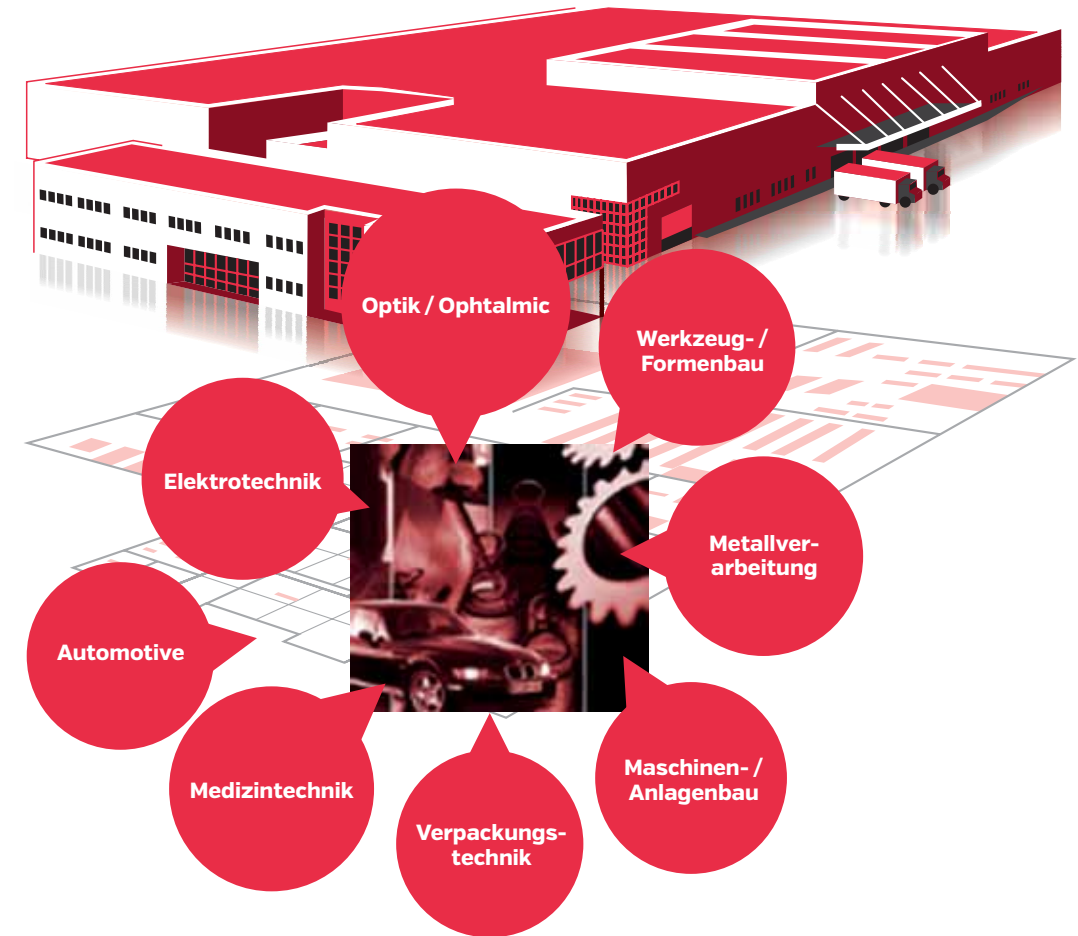 Optik / Ophtalmic
Werkzeug- /
Formenbau
Elektrotechnik
Metallver-
arbeitung
Automotive
Medizintechnik
Maschinen- /
Anlagenbau
Verpackungs-
technik